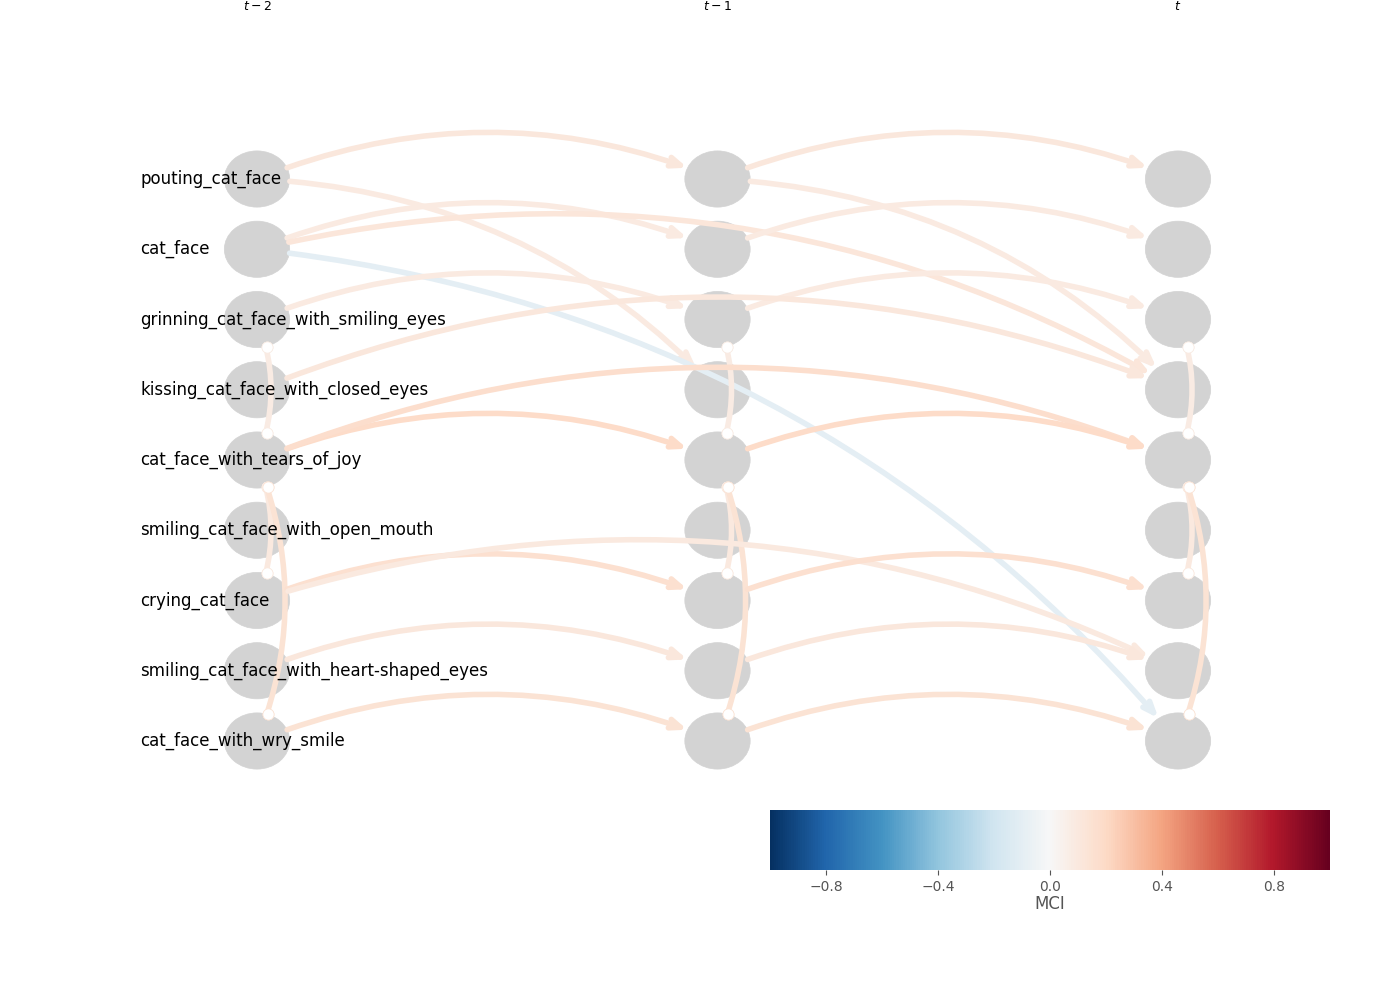 t − 2 t − 1 t
pouting_cat_face
cat_face
grinning_cat_face_with_smiling_eyes
kissing_cat_face_with_closed_eyes
cat_face_with_tears_of_joy
smiling_cat_face_with_open_mouth
crying_cat_face
smiling_cat_face_with_heart-shaped_eyes
cat_face_with_wry_smile
−0.8 −0.4 0.0 0.4 0.8
MCI